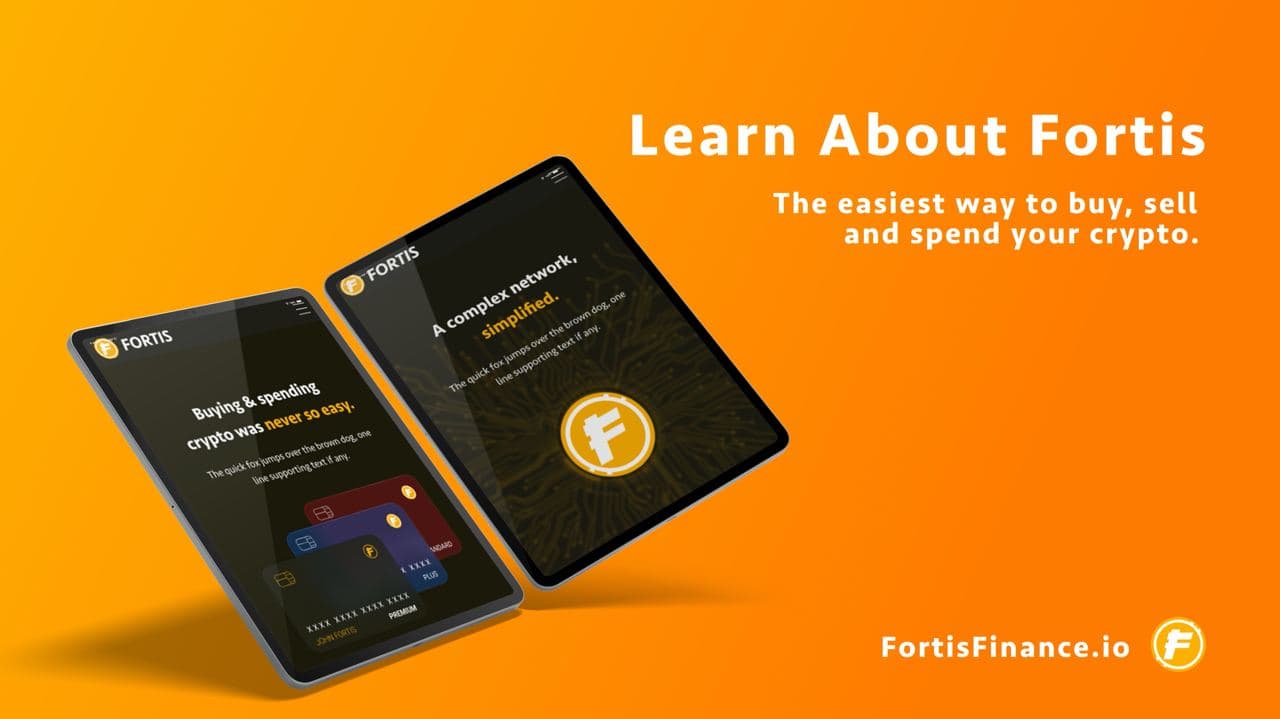 Learn About Fortis
The easiest way to buy, sell
and spend your crypto.
FORTIS
A complex network,
simplified.
The quick fox jumps over the brown dog, one
line supporting text if any.
FORTIS
Buying & spending
crypto was never so easy.
The quick fox jumps over the brown dog, one
line supporting text if any.
NDARD
X XXXX
PLUS
XXXX XXXX XXXX XXXX
PREMIUM
JOHN FORTIS
FortisFinance.io